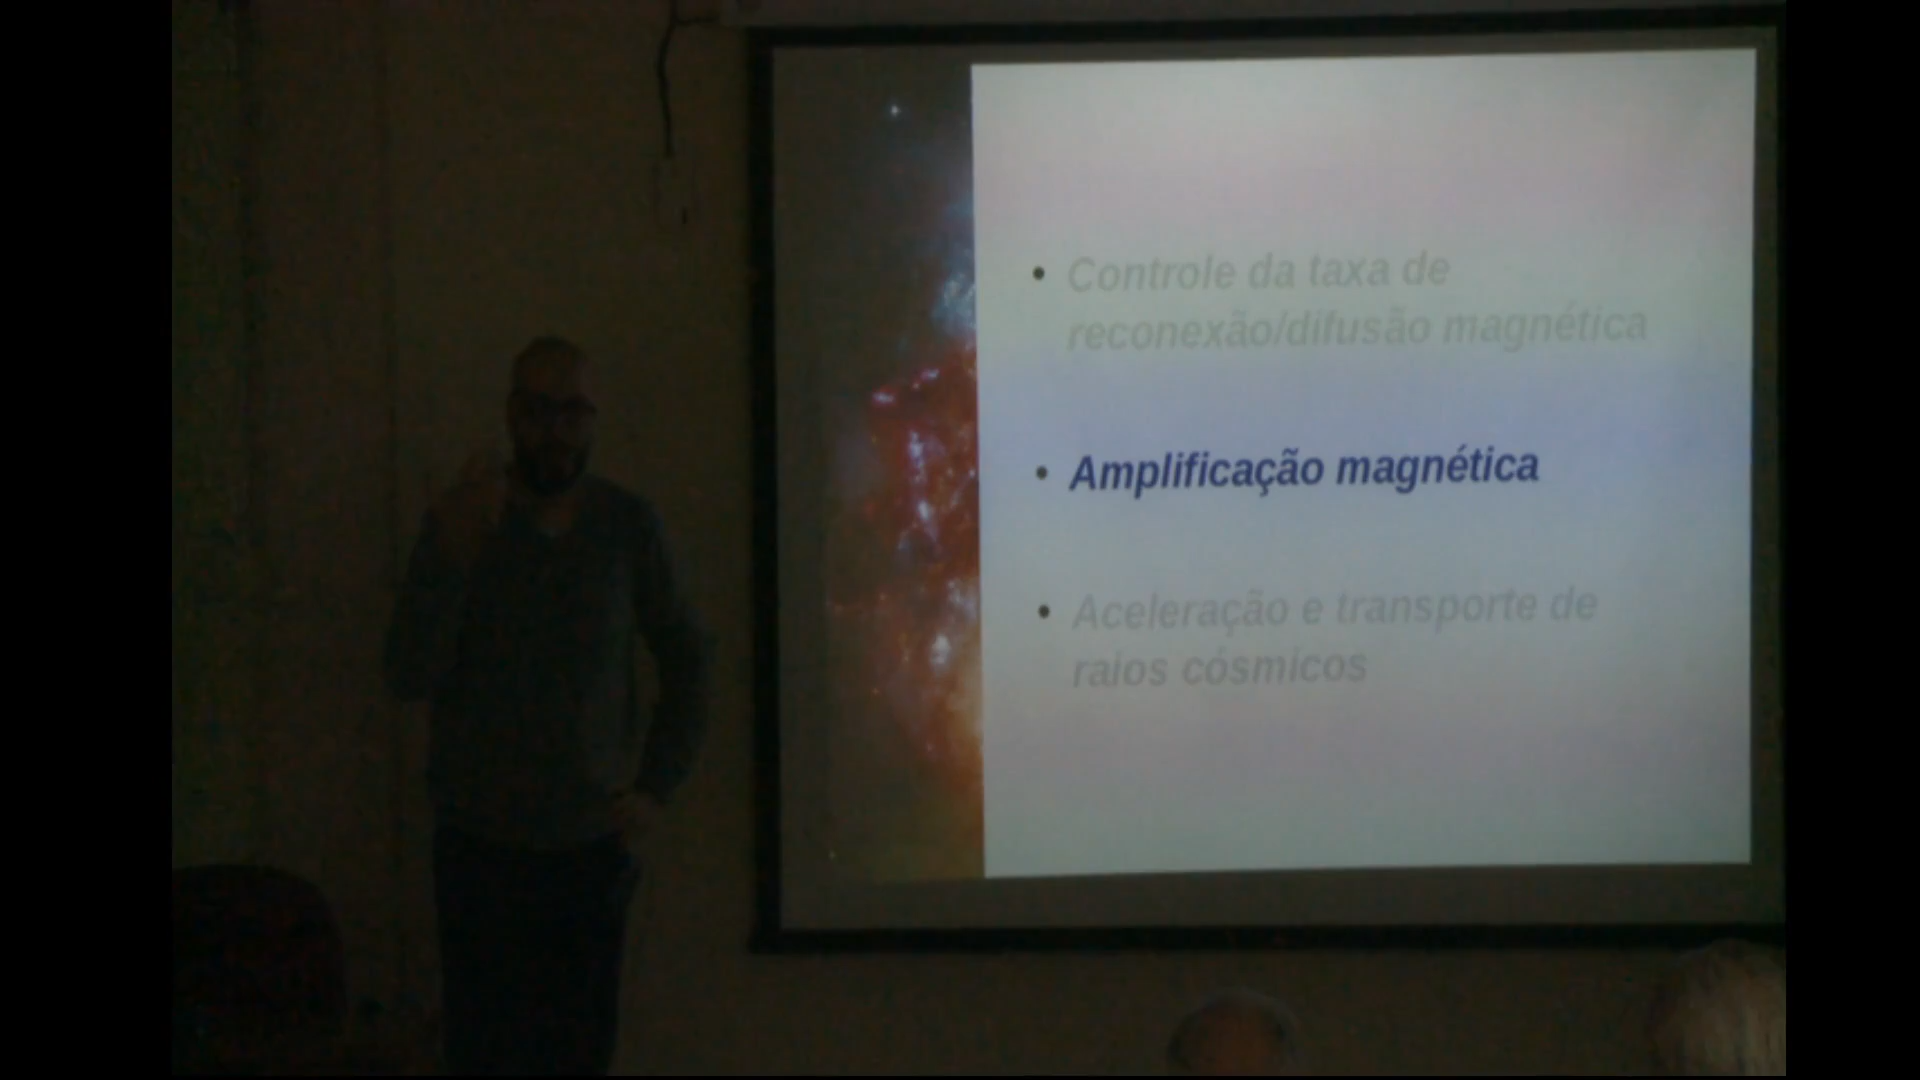 • Controle da taxa de
reconexão/difusão magnética
• Amplificação magnética
• Aceleração e transporte de
raios cósmicos